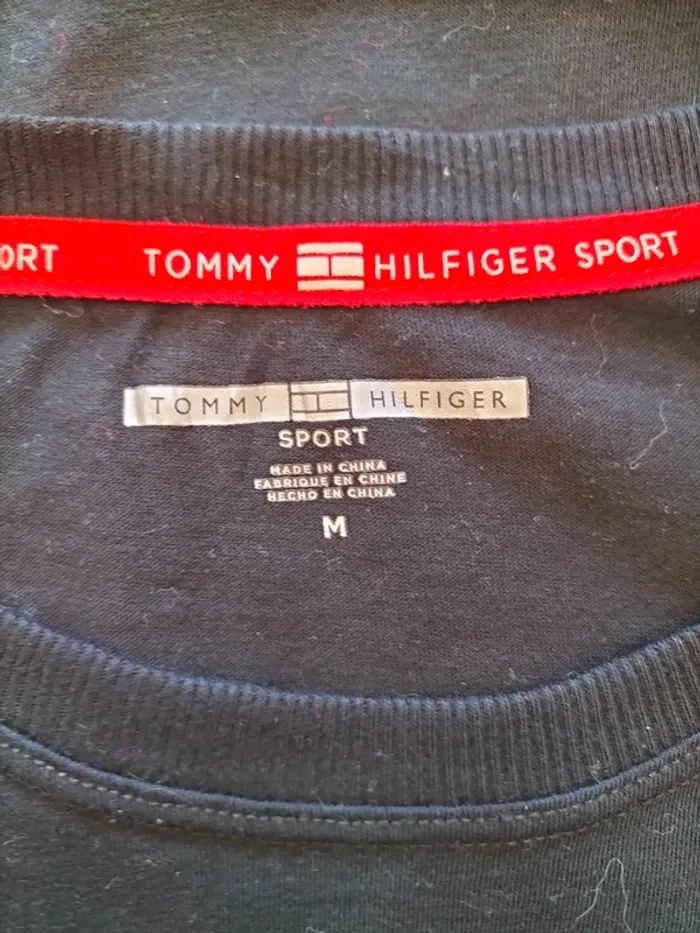 ORT TOMMY HILFIGER SPORT
TOMMY HILFIGER
SPORT
MADE IN CHINA
FABRIQUE EN CHINE
HECHO EN CHINA
M